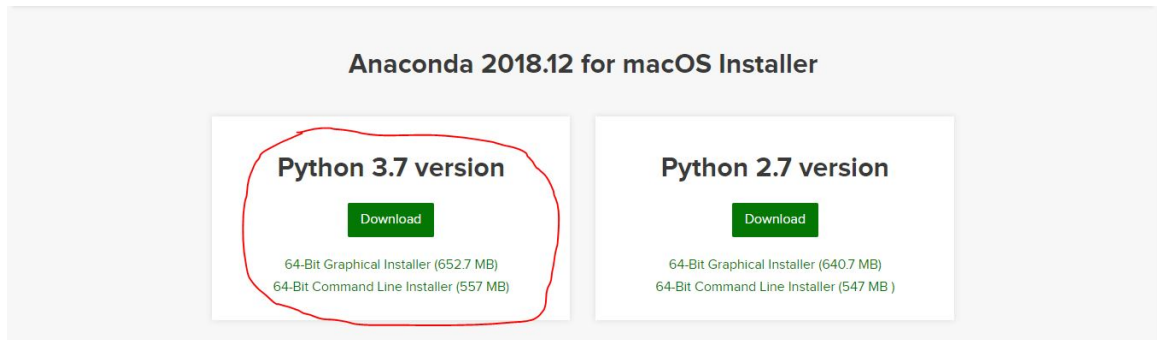 Anaconda 2018.12 for macOS Installer
Python 3.7 version
Download
64-Bit Graphical Installer (652.7 MB)
64-Bit Command Line Installer (557 MB)
Python 2.7 version
Download
64-Bit Graphical Installer (640.7 MB)
64-Bit Command Line Installer (547 MB )